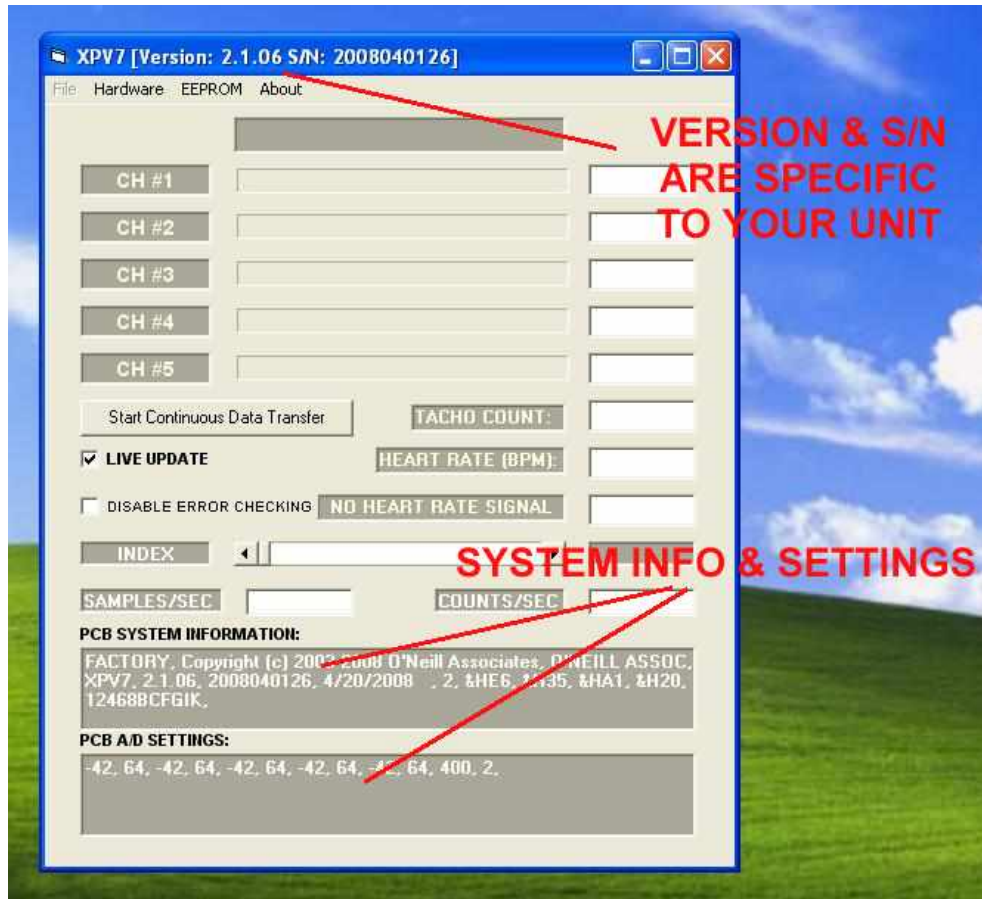 XPV7 [Version: 2.1.06 S/N: 2008040126]
File Hardware EEPROM About
VERSION & S/N
ARE SPECIFIC
TO YOUR UNIT
CH #1
CH #2
CH #3
CH #4
CH #5
Start Continuous Data Transfer
TACHO COUNT:
LIVE UPDATE
HEART RATE (BPM):
DISABLE ERROR CHECKING
NO HEART RATE SIGNAL
INDEX
SYSTEM INFO & SETTINGS
SAMPLES/SEC
COUNTS/SEC
PCB SYSTEM INFORMATION:
FACTORY, Copyright (c) 2003-2008 O'Neill Associates, O'NEILL ASSOC,
XPV7, 2.1.06, 2008040126, 4/20/2008 , 2, &HE6, &H35, &HA1, &H20,
12468BCFGIK,
PCB A/D SETTINGS:
-42, 64, -42, 64, -42, 64, -42, 64, -42, 64, 400, 2,